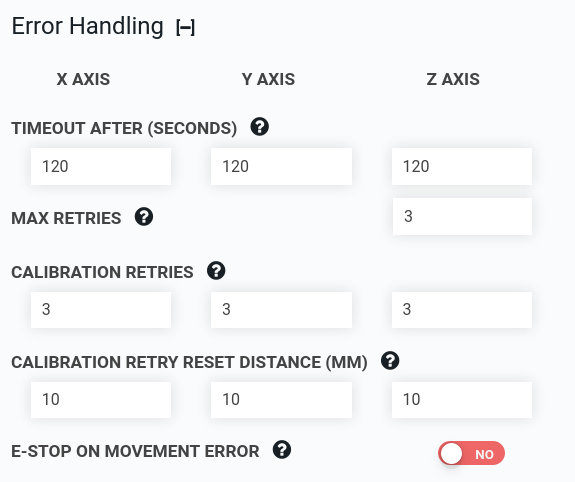 Error Handling [–]
X AXIS Y AXIS Z AXIS
TIMEOUT AFTER (SECONDS) ?
120 120 120
MAX RETRIES ? 3
CALIBRATION RETRIES ?
3 3 3
CALIBRATION RETRY RESET DISTANCE (MM) ?
10 10 10
E-STOP ON MOVEMENT ERROR ? NO